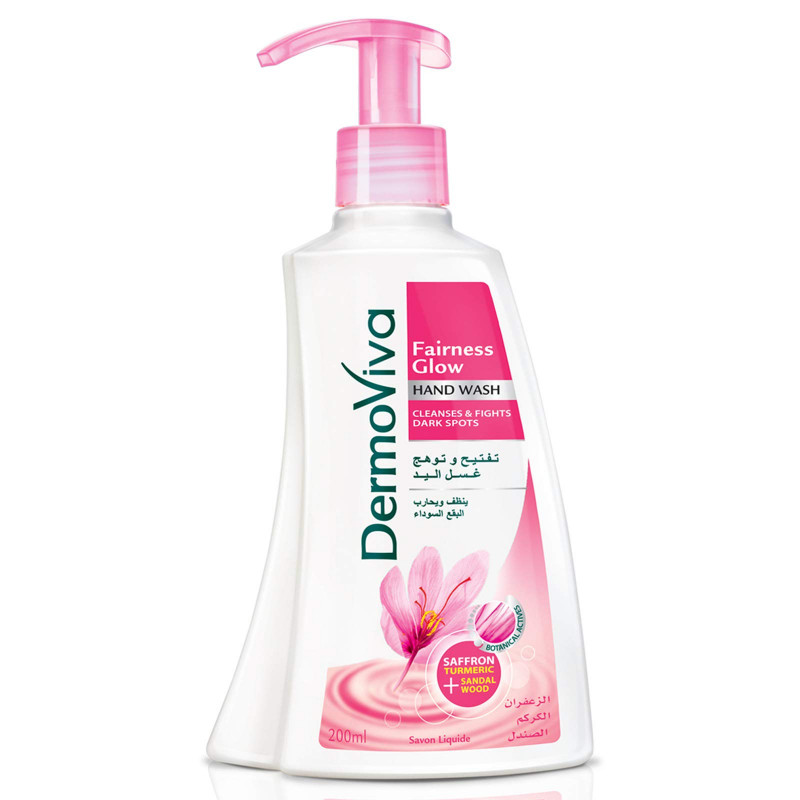 DermoViva
Fairness
Glow
HAND WASH
CLEANSES & FIGHTS
DARK SPOTS
تفتيح و توهج
غسل اليد
ينظف ويحارب
البقع السوداء
BOTANICAL ACTIVES
SAFFRON
TURMERIC
+ SANDAL
WOOD
الزعفران
الكركم
الصندل
200ml
Savon Liquide